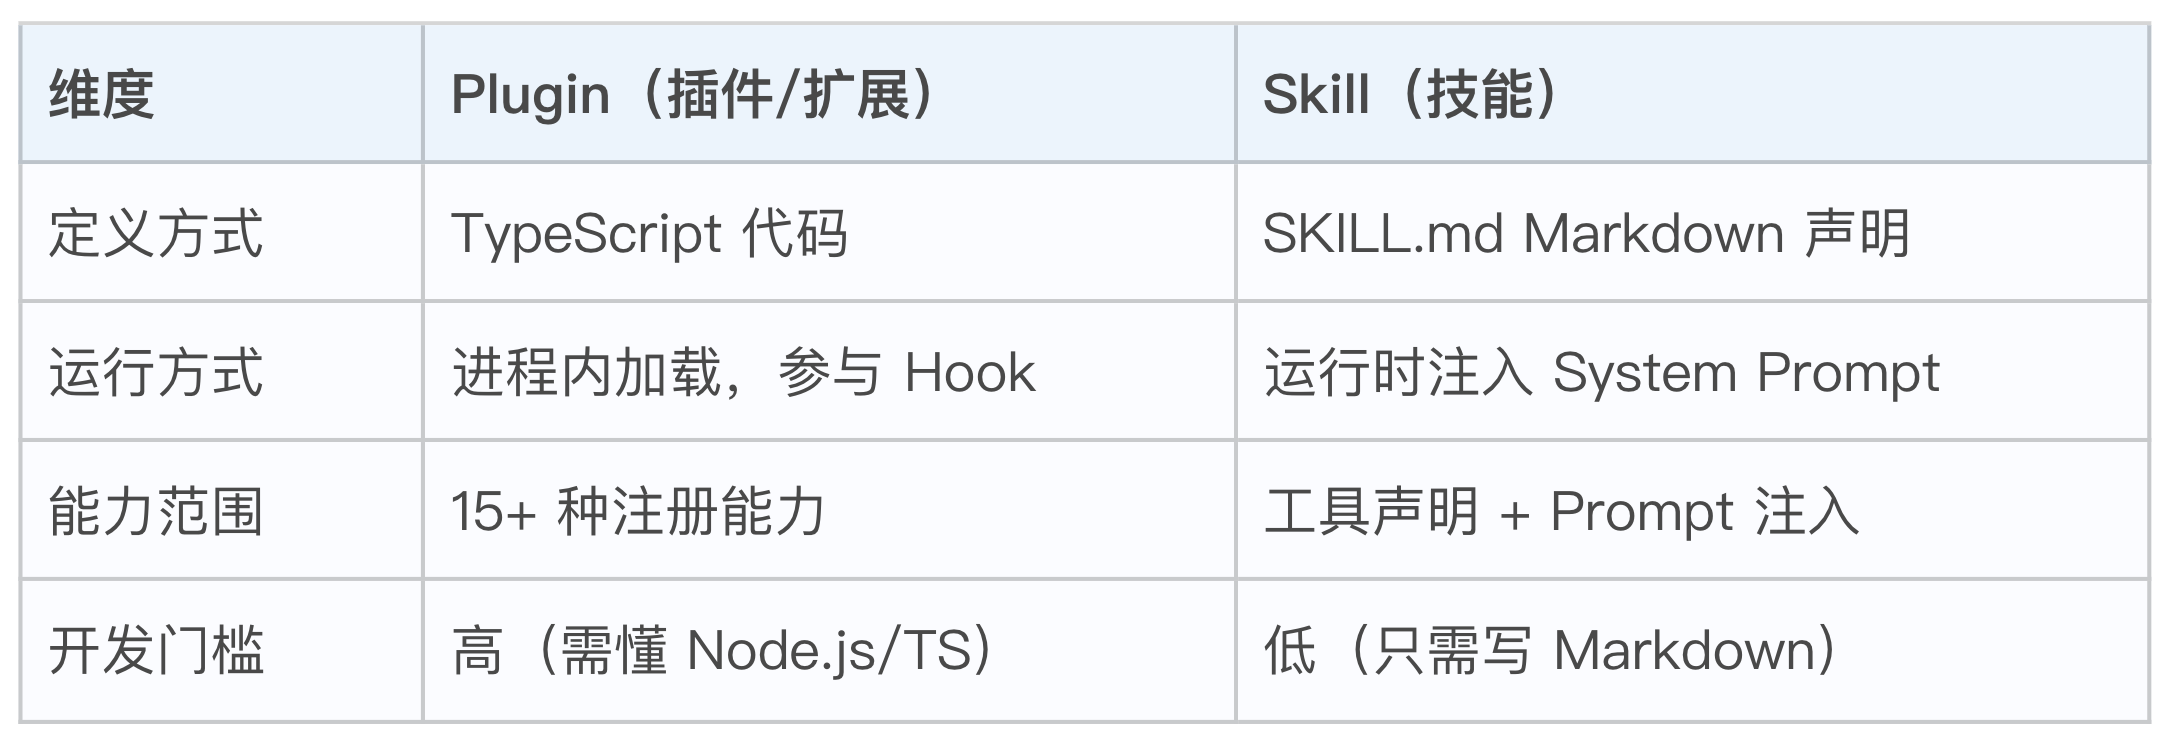 维度 Plugin（插件/扩展） Skill（技能）
定义方式 TypeScript 代码 SKILL.md Markdown 声明
运行方式 进程内加载，参与 Hook 运行时注入 System Prompt
能力范围 15+ 种注册能力 工具声明 + Prompt 注入
开发门槛 高（需懂 Node.js/TS） 低（只需写 Markdown）